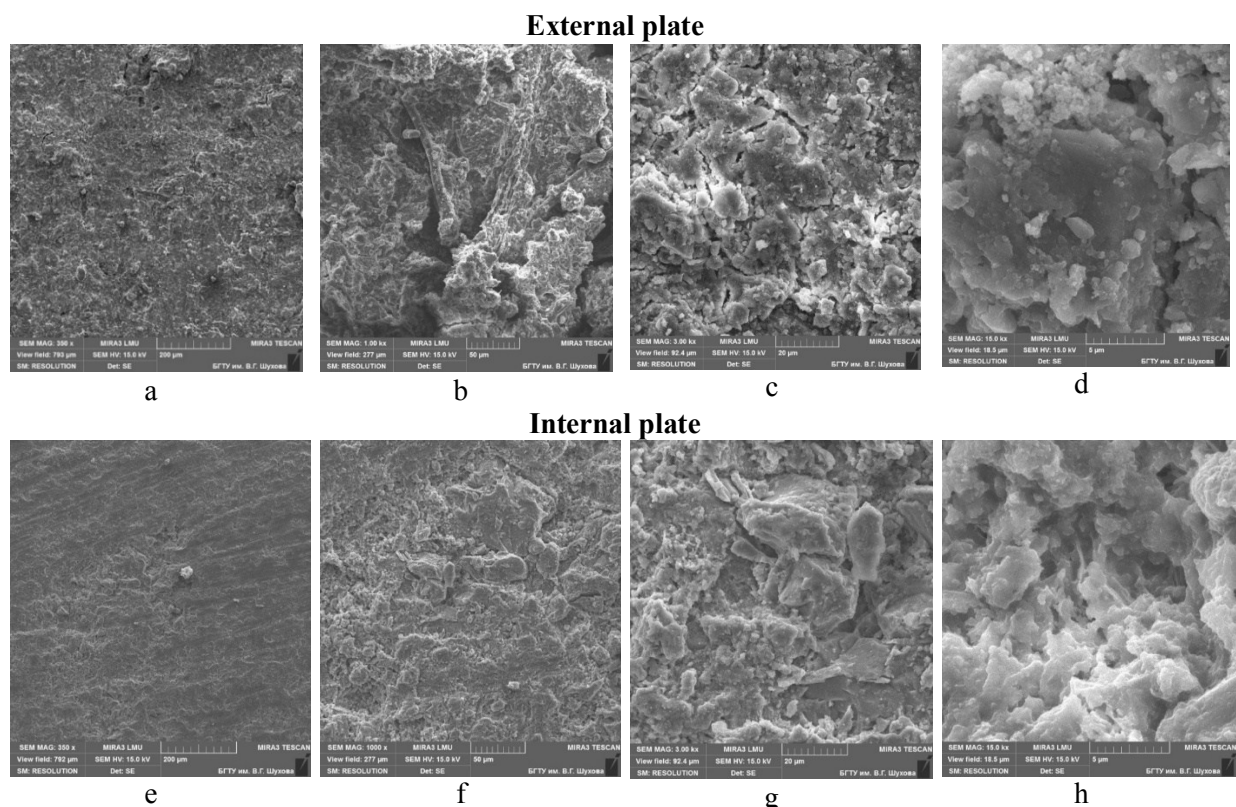 External plate
SEM MAG: 350 x MIRA3 LMU MIRA3 TESCAN
View field: 793 µm SEM HV: 15.0 kV 200 µm
SM: RESOLUTION Det: SE
SEM MAG: 1.00 kx MIRA3 LMU MIRA3 TESCAN
View field: 277 µm SEM HV: 15.0 kV 50 µm
SM: RESOLUTION Det: SE БГТУ им. В.Г. Шухова
SEM MAG: 3.00 kx MIRA3 LMU MIRA3 TESCAN
View field: 92.4 µm SEM HV: 15.0 kV 20 µm
SM: RESOLUTION Det: SE БГТУ им. В.Г. Шухова
SEM MAG: 15.0 kx MIRA3 LMU MIRA3 TESCAN
View field: 18.5 µm SEM HV: 15.0 kV 5 µm
SM: RESOLUTION Det: SE БГТУ им. В.Г. Шухова
a b c d
Internal plate
SEM MAG: 350 x MIRA3 LMU MIRA3 TESCAN
View field: 792 µm SEM HV: 15.0 kV 200 µm
SM: RESOLUTION Det: SE БГТУ им. В.Г. Шухова
SEM MAG: 1000 x MIRA3 LMU MIRA3 TESCAN
View field: 277 µm SEM HV: 15.0 kV 50 µm
SM: RESOLUTION Det: SE БГТУ им. В.Г. Шухова
SEM MAG: 3.00 kx MIRA3 LMU MIRA3 TESCAN
View field: 92.4 µm SEM HV: 15.0 kV 20 µm
SM: RESOLUTION Det: SE БГТУ им. В.Г. Шухова
SEM MAG: 15.0 kx MIRA3 LMU MIRA3 TESCAN
View field: 18.5 µm SEM HV: 15.0 kV 5 µm
SM: RESOLUTION Det: SE БГТУ им. В.Г. Шухова
e f g h